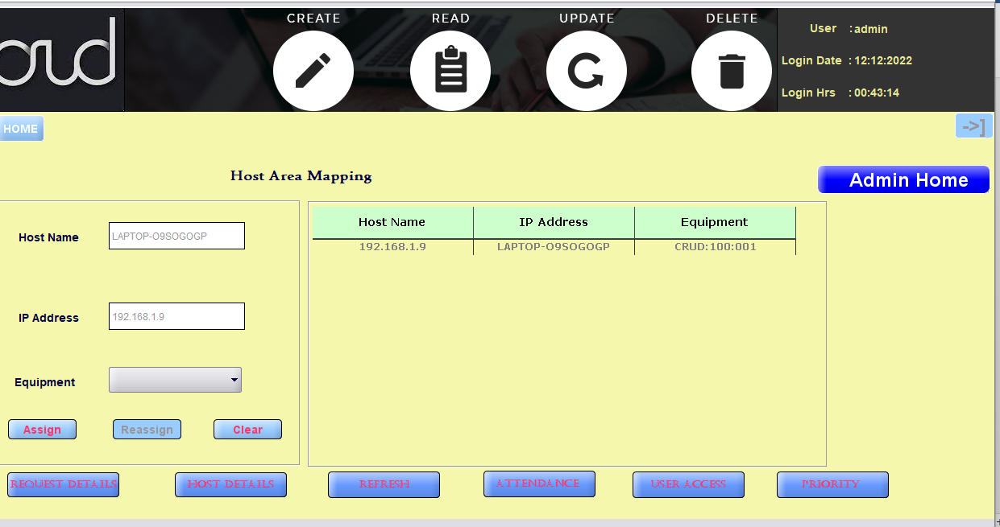 CREATE READ UPDATE DELETE
User : admin
Login Date : 12:12:2022
Login Hrs : 00:43:14
HOME
->]
Host Area Mapping
Admin Home
Host Name LAPTOP-O9SOGOGP
IP Address 192.168.1.9
Equipment
Assign Reassign Clear
Host Name IP Address Equipment
192.168.1.9 LAPTOP-O9SOGOGP CRUD:100:001
REQUEST DETAILS HOST DETAILS REFRESH ATTENDANCE USER ACCESS PRIORITY